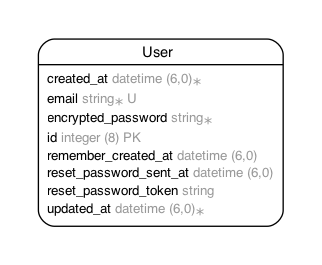 User
created_at datetime (6,0)∗
email string∗ U
encrypted_password string∗
id integer (8) PK
remember_created_at datetime (6,0)
reset_password_sent_at datetime (6,0)
reset_password_token string
updated_at datetime (6,0)∗